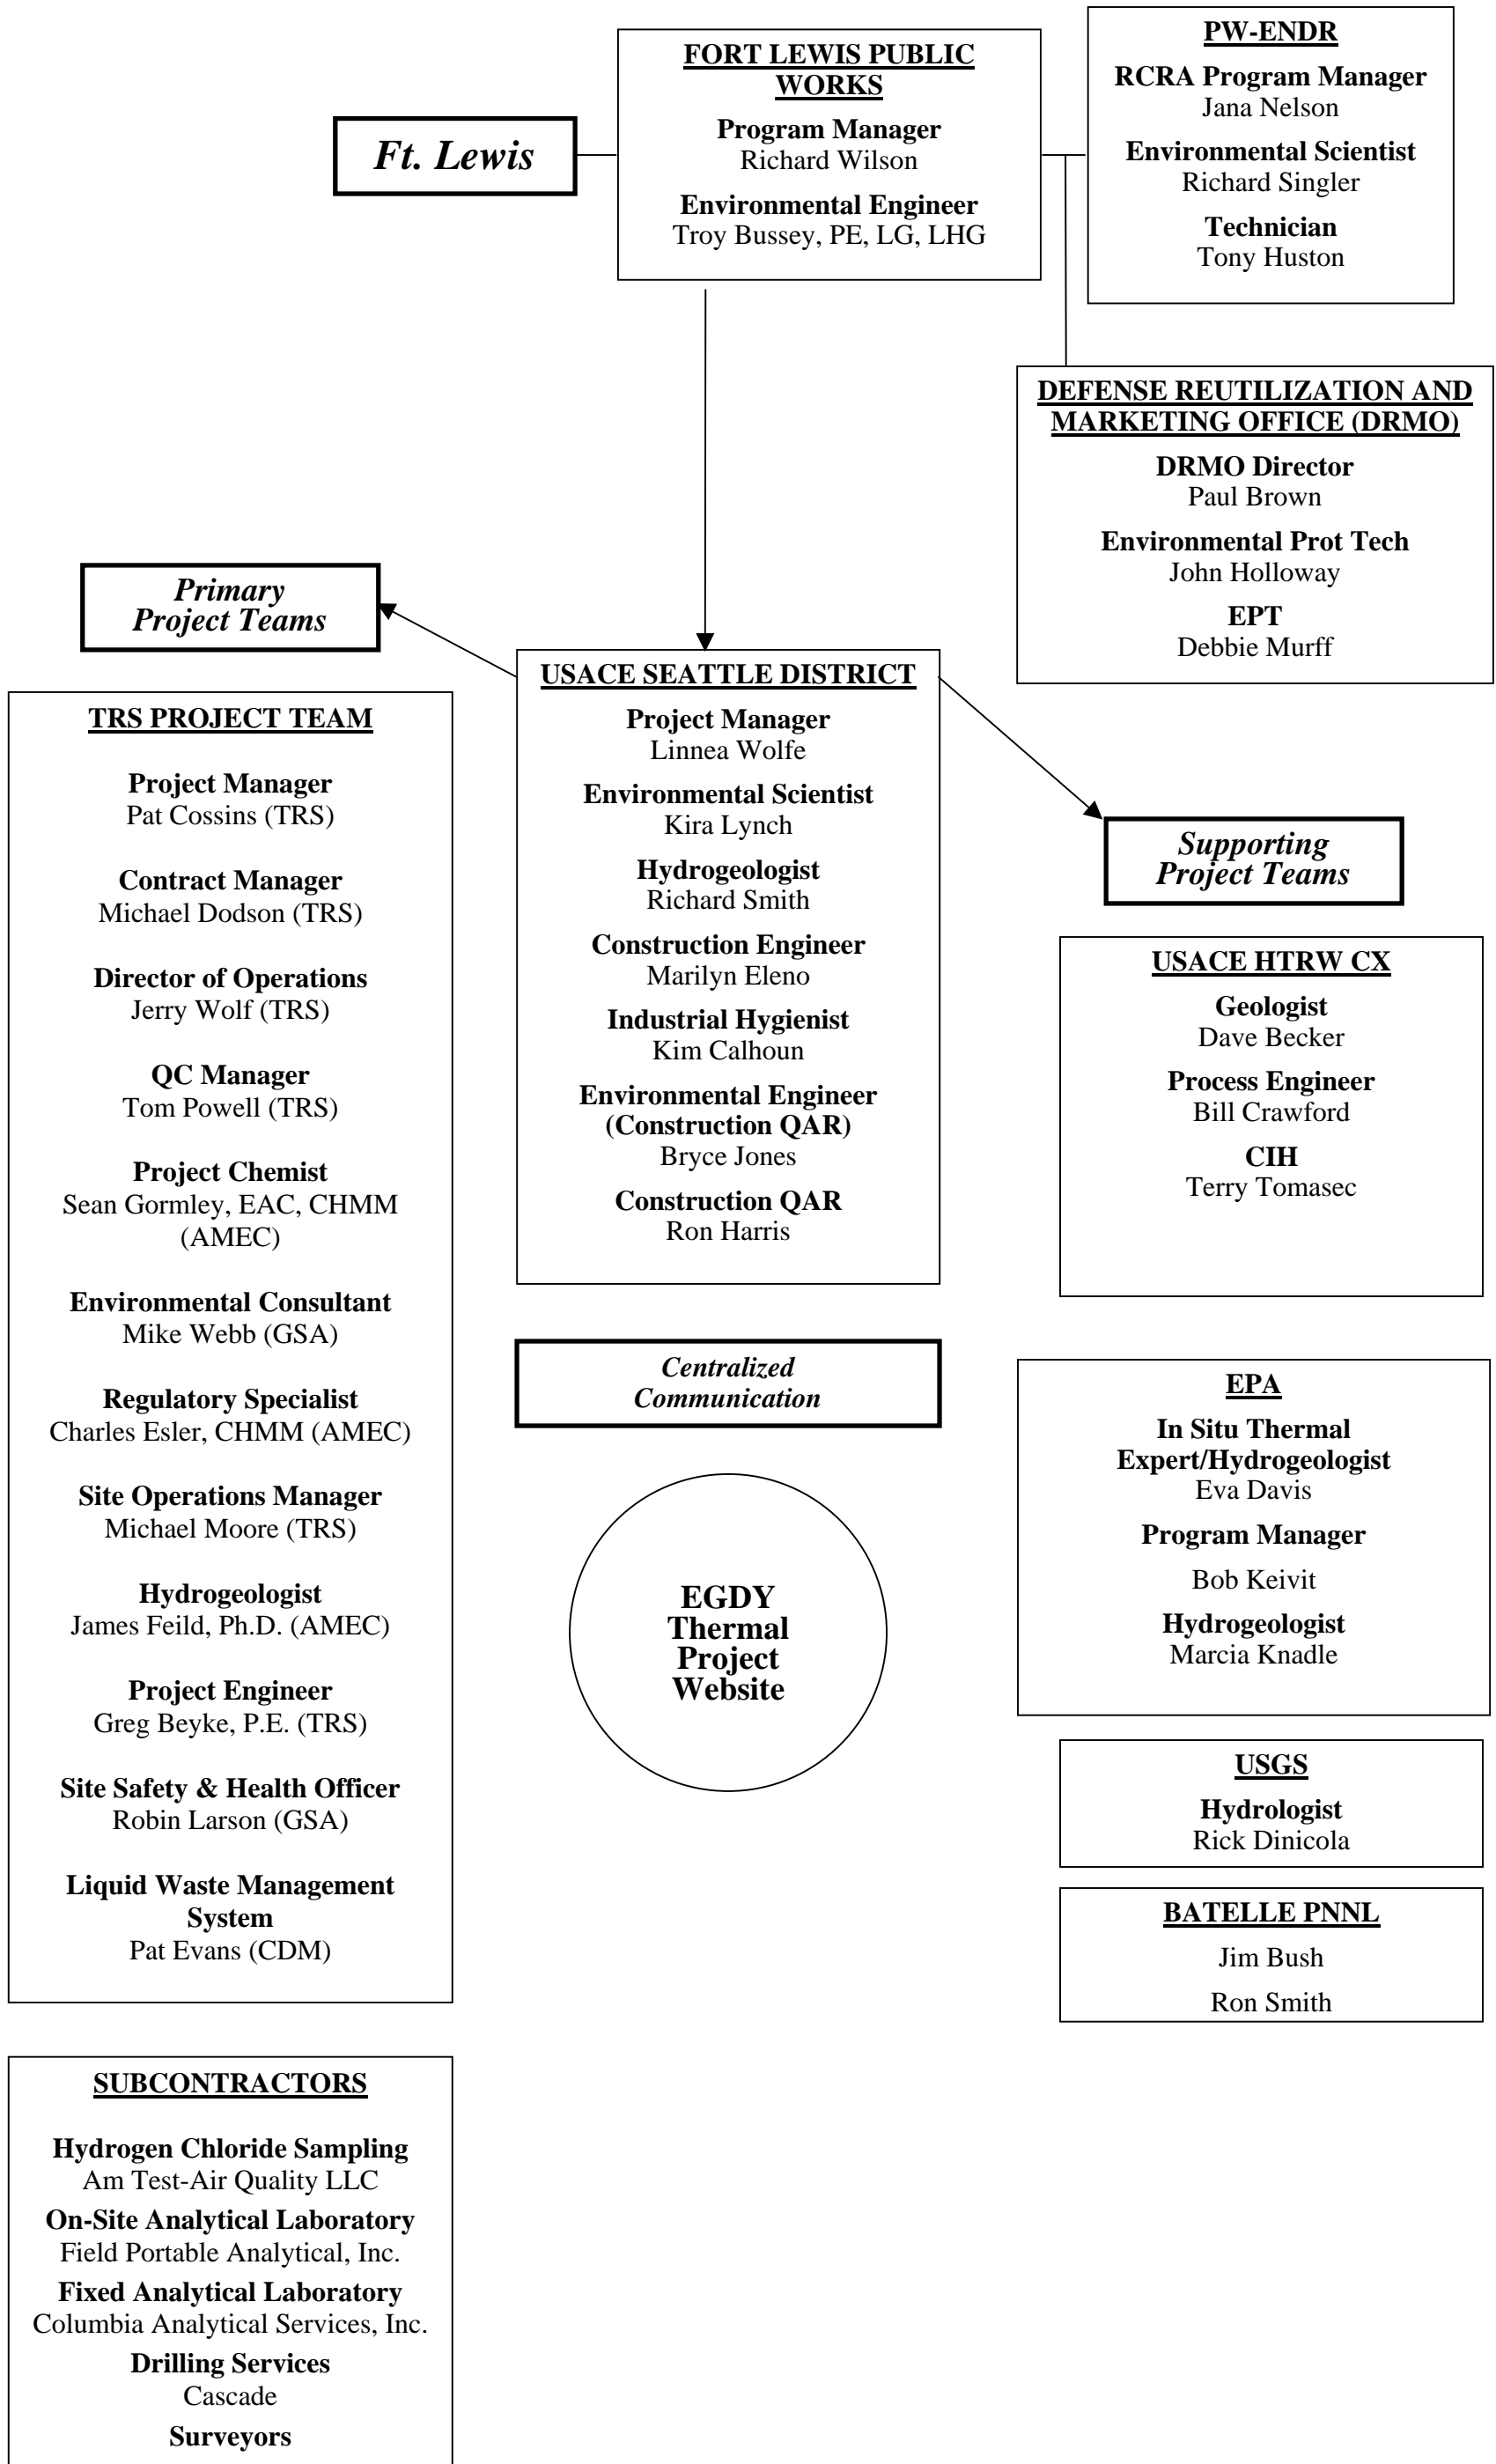 Ft. Lewis
FORT LEWIS PUBLIC
WORKS
Program Manager
Richard Wilson
Environmental Engineer
Troy Bussey, PE, LG, LHG
PW-ENDR
RCRA Program Manager
Jana Nelson
Environmental Scientist
Richard Singler
Technician
Tony Huston
DEFENSE REUTILIZATION AND
MARKETING OFFICE (DRMO)
DRMO Director
Paul Brown
Environmental Prot Tech
John Holloway
EPT
Debbie Murff
Primary
Project Teams
TRS PROJECT TEAM
Project Manager
Pat Cossins (TRS)
Contract Manager
Michael Dodson (TRS)
Director of Operations
Jerry Wolf (TRS)
QC Manager
Tom Powell (TRS)
Project Chemist
Sean Gormley, EAC, CHMM
(AMEC)
Environmental Consultant
Mike Webb (GSA)
Regulatory Specialist
Charles Esler, CHMM (AMEC)
Site Operations Manager
Michael Moore (TRS)
Hydrogeologist
James Feild, Ph.D. (AMEC)
Project Engineer
Greg Beyke, P.E. (TRS)
Site Safety & Health Officer
Robin Larson (GSA)
Liquid Waste Management
System
Pat Evans (CDM)
SUBCONTRACTORS
Hydrogen Chloride Sampling
Am Test-Air Quality LLC
On-Site Analytical Laboratory
Field Portable Analytical, Inc.
Fixed Analytical Laboratory
Columbia Analytical Services, Inc.
Drilling Services
Cascade
Surveyors
USACE SEATTLE DISTRICT
Project Manager
Linnea Wolfe
Environmental Scientist
Kira Lynch
Hydrogeologist
Richard Smith
Construction Engineer
Marilyn Eleno
Industrial Hygienist
Kim Calhoun
Environmental Engineer
(Construction QAR)
Bryce Jones
Construction QAR
Ron Harris
Centralized
Communication
EGDY
Thermal
Project
Website
Supporting
Project Teams
USACE HTRW CX
Geologist
Dave Becker
Process Engineer
Bill Crawford
CIH
Terry Tomasec
EPA
In Situ Thermal
Expert/Hydrogeologist
Eva Davis
Program Manager
Bob Keivit
Hydrogeologist
Marcia Knadle
USGS
Hydrologist
Rick Dinicola
BATELLE PNNL
Jim Bush
Ron Smith